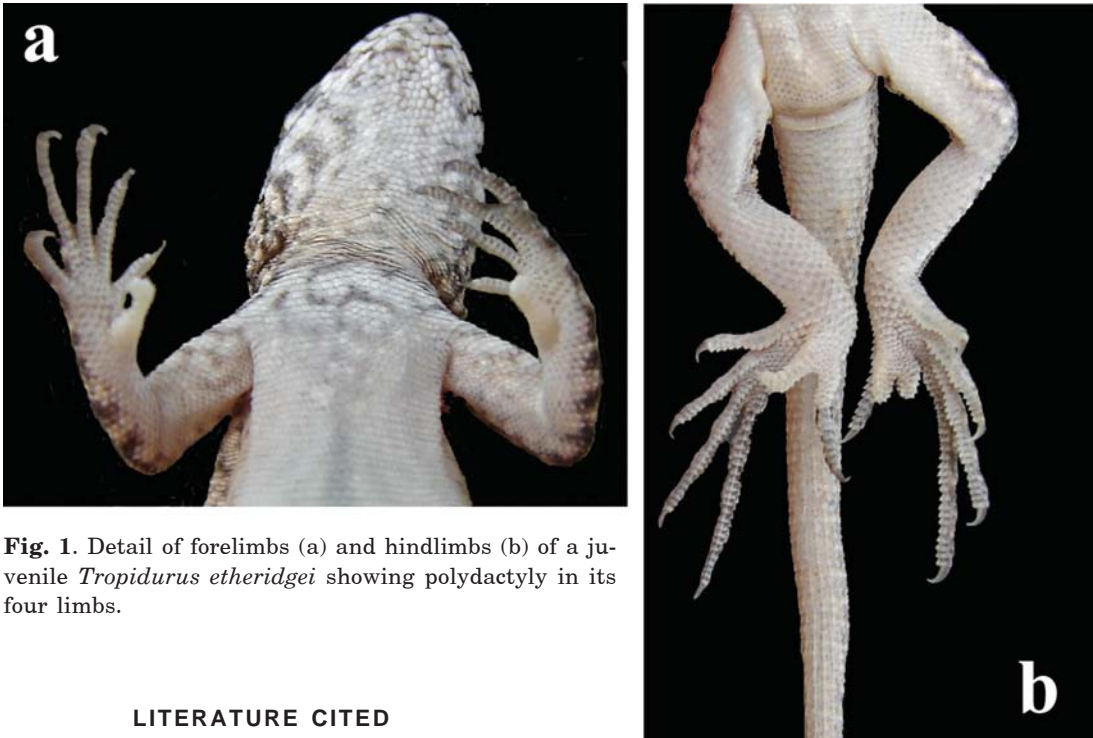 a
Fig. 1. Detail of forelimbs (a) and hindlimbs (b) of a ju-
venile Tropidurus etheridgei showing polydactyly in its
four limbs.
LITERATURE CITED
b